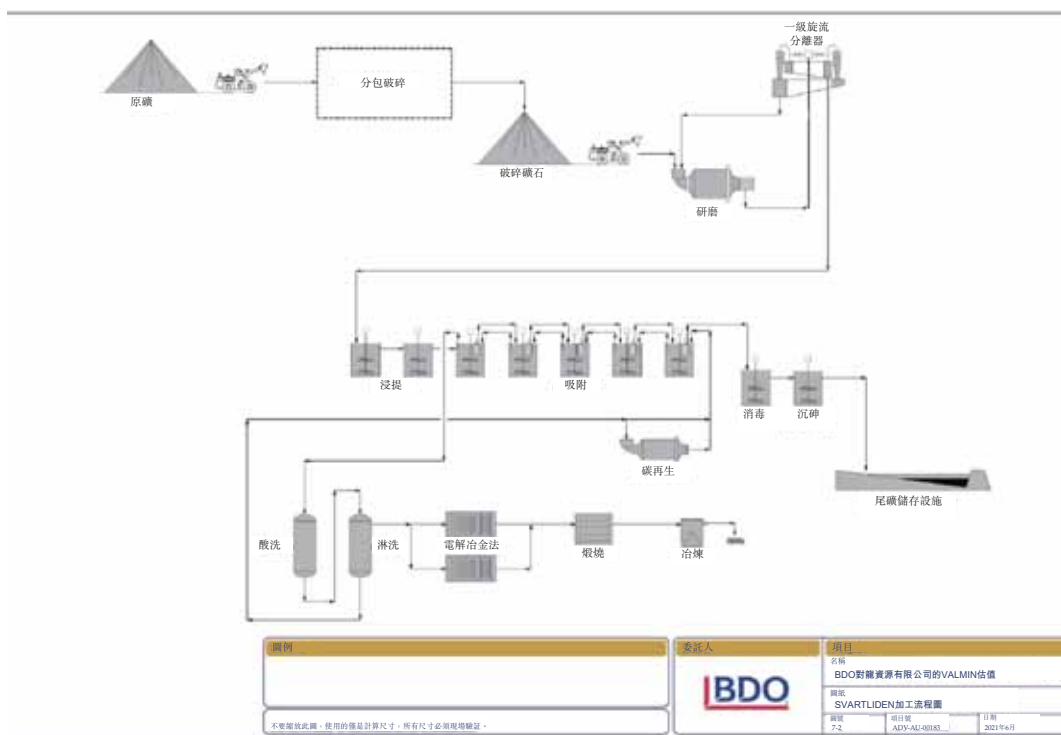 一級旋流
分離器
原礦
分包破碎
破碎礦石
研磨
浸提
吸附
消毒
沉砷
碳再生
尾礦儲存設施
酸洗
淋洗
電解冶金法
煅燒
冶煉
圖例
不要縮放此圖。使用的僅是計算尺寸。所有尺寸必須現場驗証。
委託人
BDO
項目
名稱
BDO對龍資源有限公司的VALMIN估值
圖紙
SVARTLIDEN加工流程圖
圖號
7-2
項目號
ADV-AU-00183
日期
2021年6月